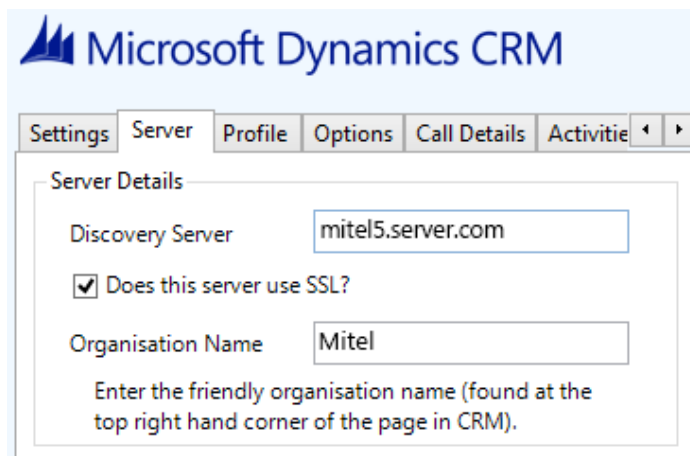 Microsoft Dynamics CRM
Settings Server Profile Options Call Details Activitie
Server Details
Discovery Server mitel5.server.com
Does this server use SSL?
Organisation Name Mitel
Enter the friendly organisation name (found at the
top right hand corner of the page in CRM).